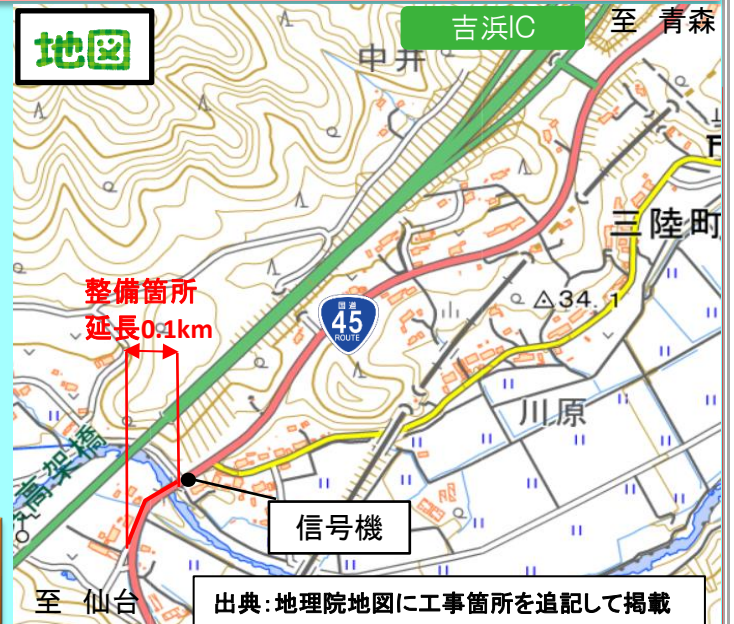 地図
吉浜IC
至 青森
中井
三陸町
整備箇所
延長0.1km
国道
45
ROUTE
34.1
川原
高架橋
信号機
至 仙台
出典:地理院地図に工事箇所を追記して掲載